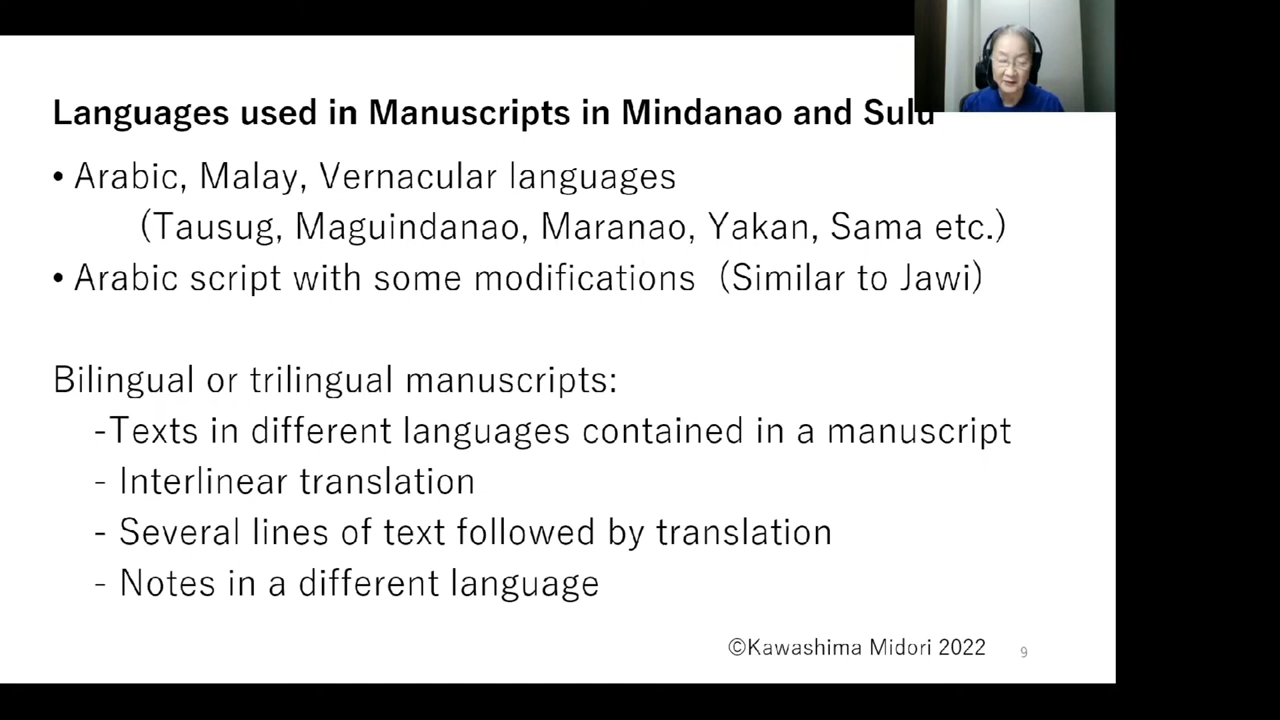 Languages used in Manuscripts in Mindanao and Sulu
• Arabic, Malay, Vernacular languages
(Tausug, Maguindanao, Maranao, Yakan, Sama etc.)
• Arabic script with some modifications (Similar to Jawi)
Bilingual or trilingual manuscripts:
-Texts in different languages contained in a manuscript
- Interlinear translation
- Several lines of text followed by translation
- Notes in a different language
©Kawashima Midori 2022 9